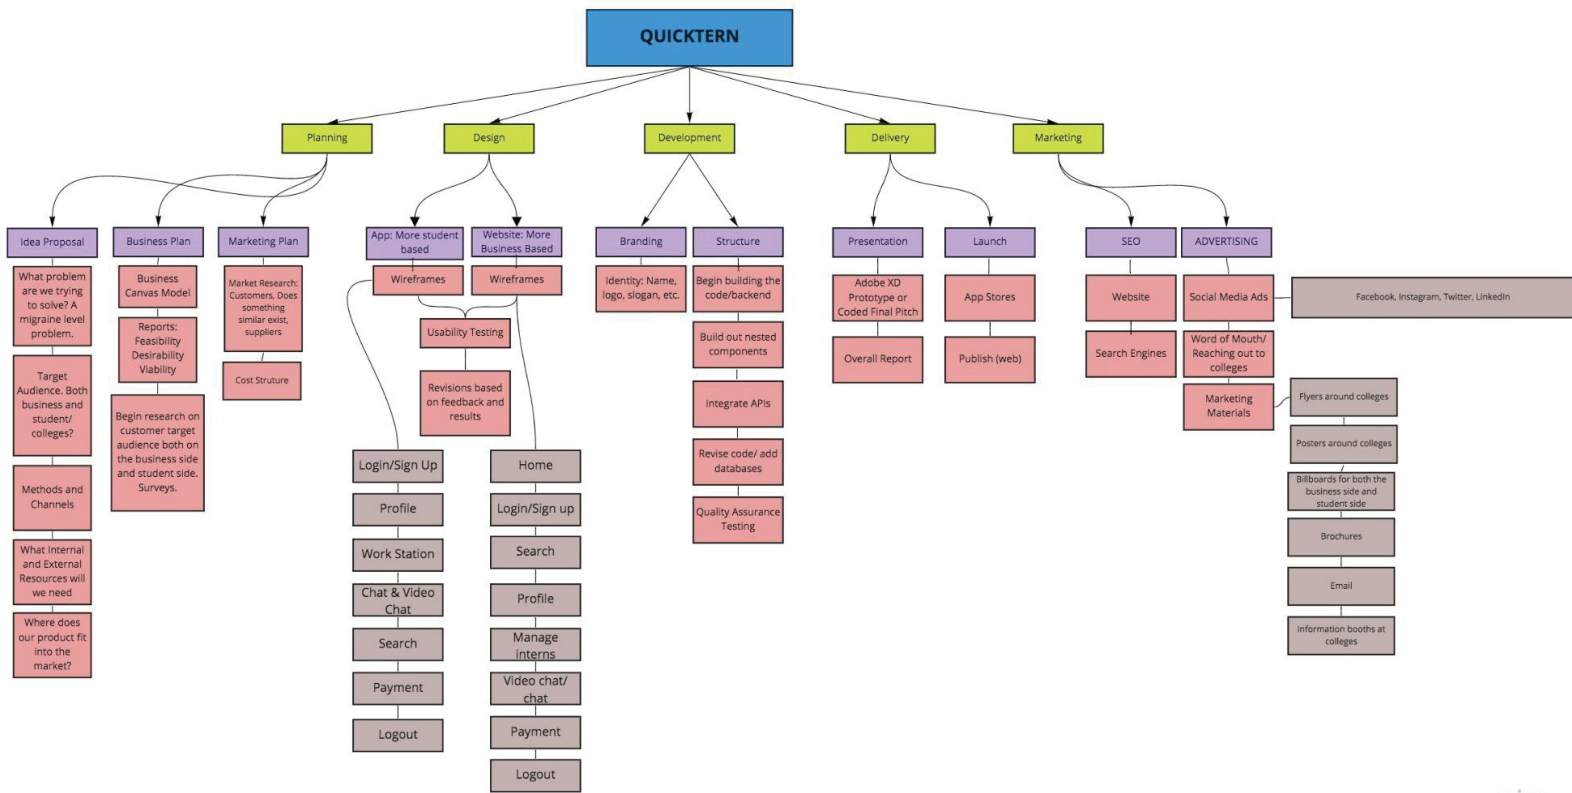 QUICKTERN
Planning
Design
Development
Delivery
Marketing
Idea Proposal
Business Plan
Marketing Plan
App: More student
based
Website: More
Business Based
Branding
Structure
Presentation
Launch
SEO
ADVERTISING
What problem
are we trying to
solve? A
migraine level
problem.
Target
Audience. Both
business and
student/
colleges?
Methods and
Channels
What Internal
and External
Resources will
we need
Where does
our product fit
into the
market?
Business
Canvas Model
Reports:
Feasibility
Desirability
Viability
Begin research on
customer target
audience both on
the business side
and student side.
Surveys.
Market Research:
Customers, Does
something
similar exist,
suppliers
Cost Struture
Wireframes
Wireframes
Usability Testing
Revisions based
on feedback and
results
Login/Sign Up
Profile
Work Station
Chat & Video
Chat
Search
Payment
Logout
Home
Login/Sign up
Search
Profile
Manage
interns
Video chat/
chat
Payment
Logout
Identity: Name,
logo, slogan, etc.
Begin building the
code/backend
Build out nested
components
Integrate APIs
Revise code/ add
databases
Quality Assurance
Testing
Adobe XD
Prototype or
Coded Final Pitch
Overall Report
App Stores
Publish (web)
Website
Search Engines
Social Media Ads
Word of Mouth/
Reaching out to
colleges
Marketing
Materials
Facebook, Instagram, Twitter, LinkedIn
Flyers around colleges
Posters around colleges
Billboards for both the
business side and
student side
Brochures
Email
Information booths at
colleges